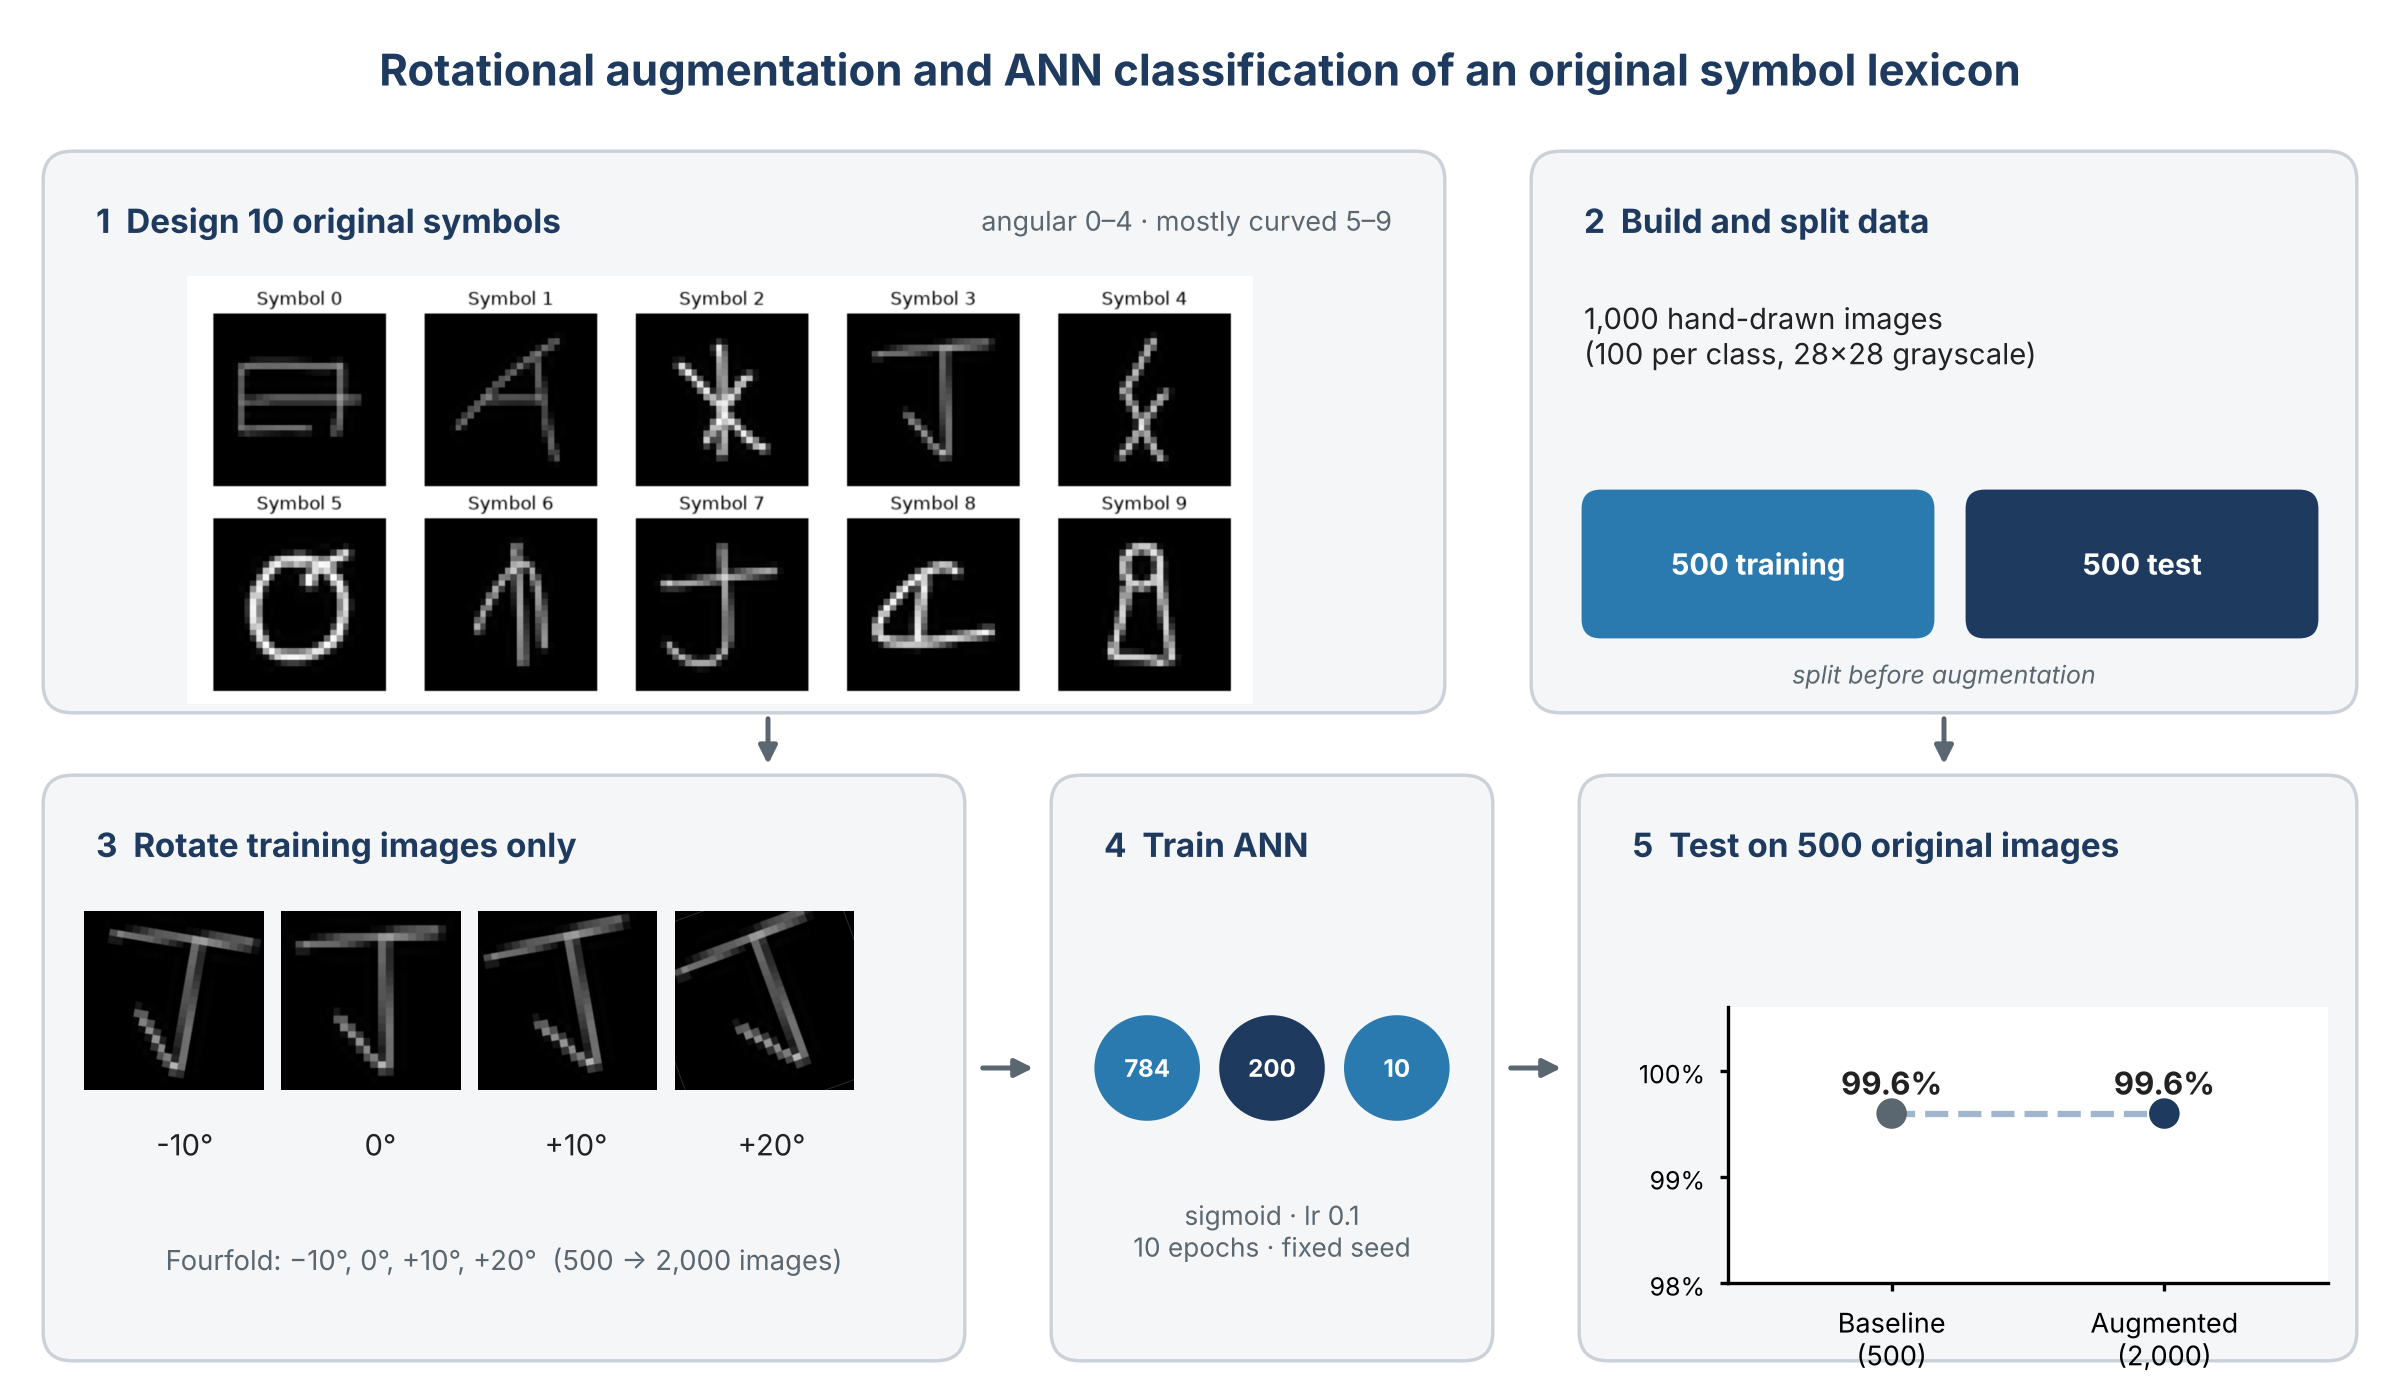 Rotational augmentation and ANN classification of an original symbol lexicon
1 Design 10 original symbols
angular 0–4 · mostly curved 5–9
Symbol 0
Symbol 1
Symbol 2
Symbol 3
Symbol 4
Symbol 5
Symbol 6
Symbol 7
Symbol 8
Symbol 9
2 Build and split data
1,000 hand-drawn images
(100 per class, 28×28 grayscale)
500 training
500 test
split before augmentation
3 Rotate training images only
-10°
0°
+10°
+20°
Fourfold: −10°, 0°, +10°, +20° (500 → 2,000 images)
4 Train ANN
784
200
10
sigmoid · lr 0.1
10 epochs · fixed seed
5 Test on 500 original images
100%
99%
98%
99.6%
99.6%
Baseline
(500)
Augmented
(2,000)